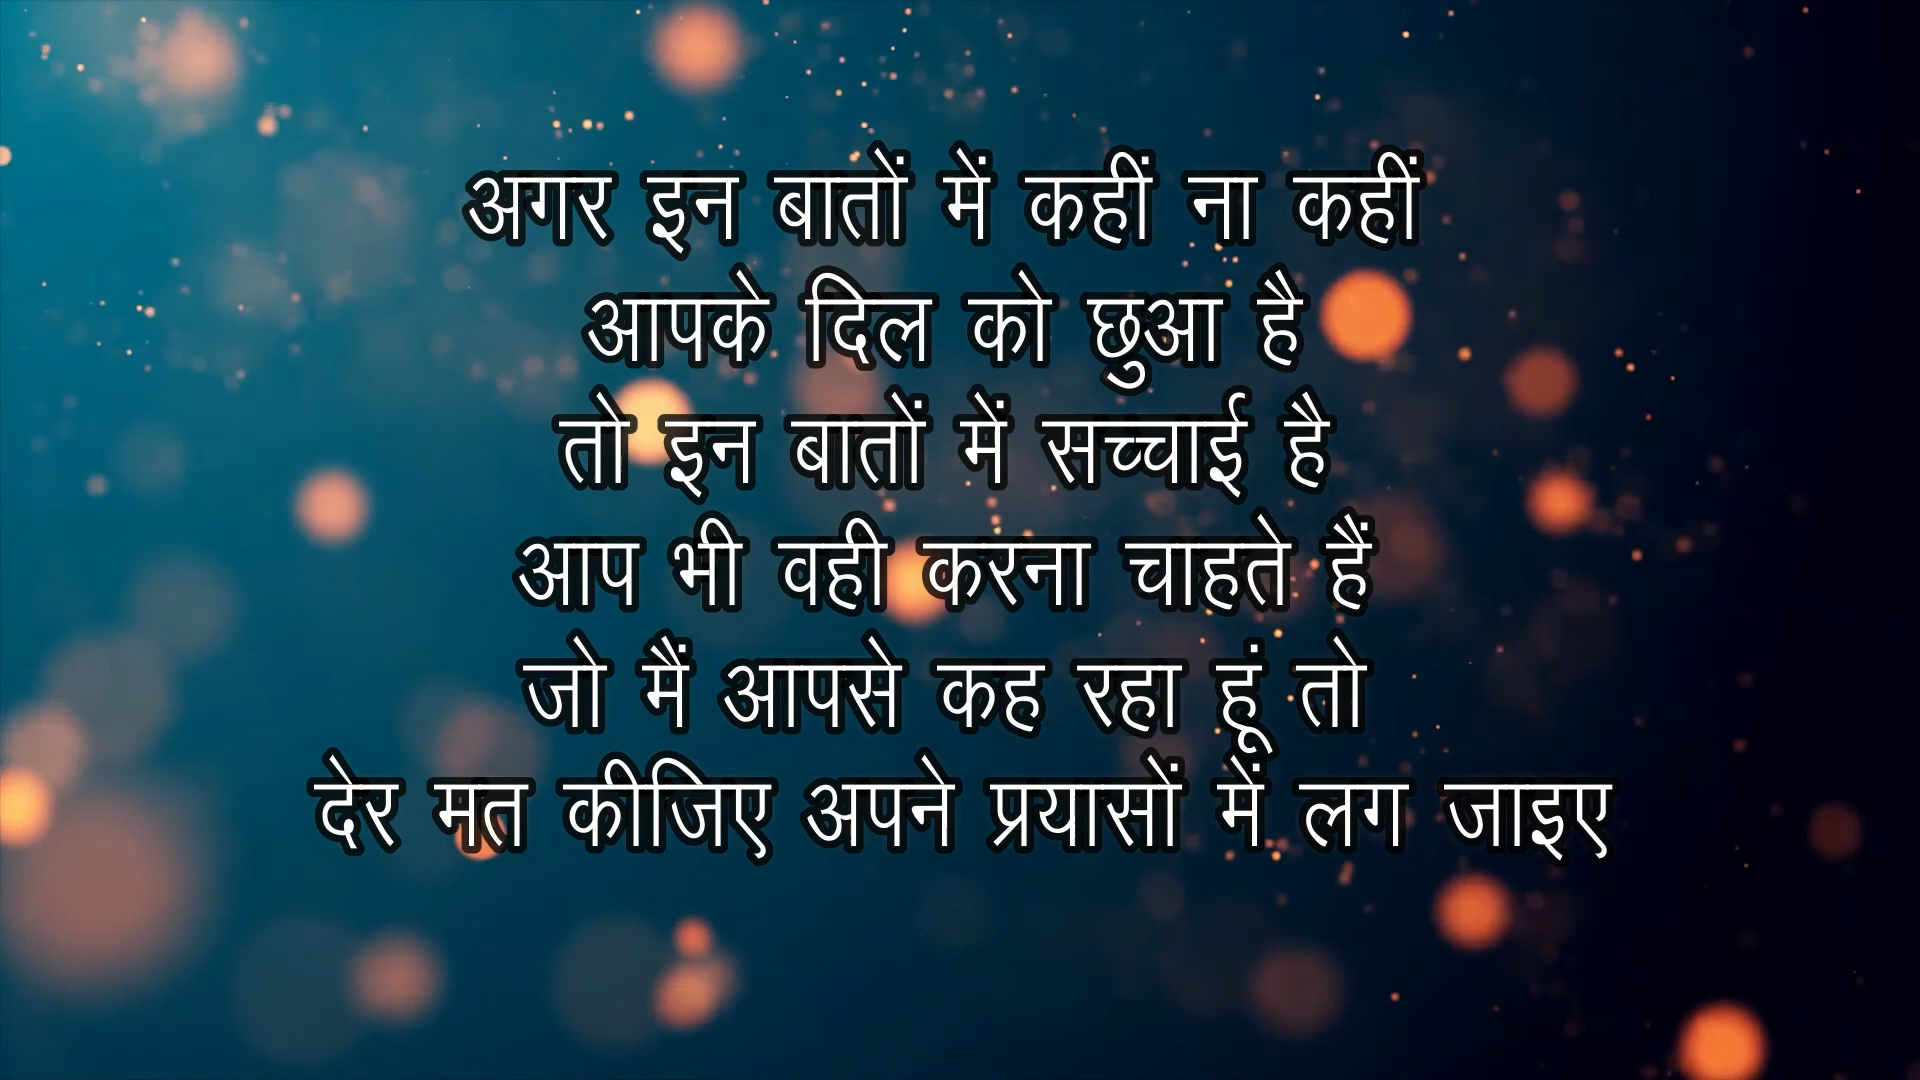 अगर इन बातों में कहीं ना कहीं
आपके दिल को छुआ है
तो इन बातों में सच्चाई है
आप भी वही करना चाहते हैं
जो मैं आपसे कह रहा हूं तो
देर मत कीजिए अपने प्रयासों में लग जाइए